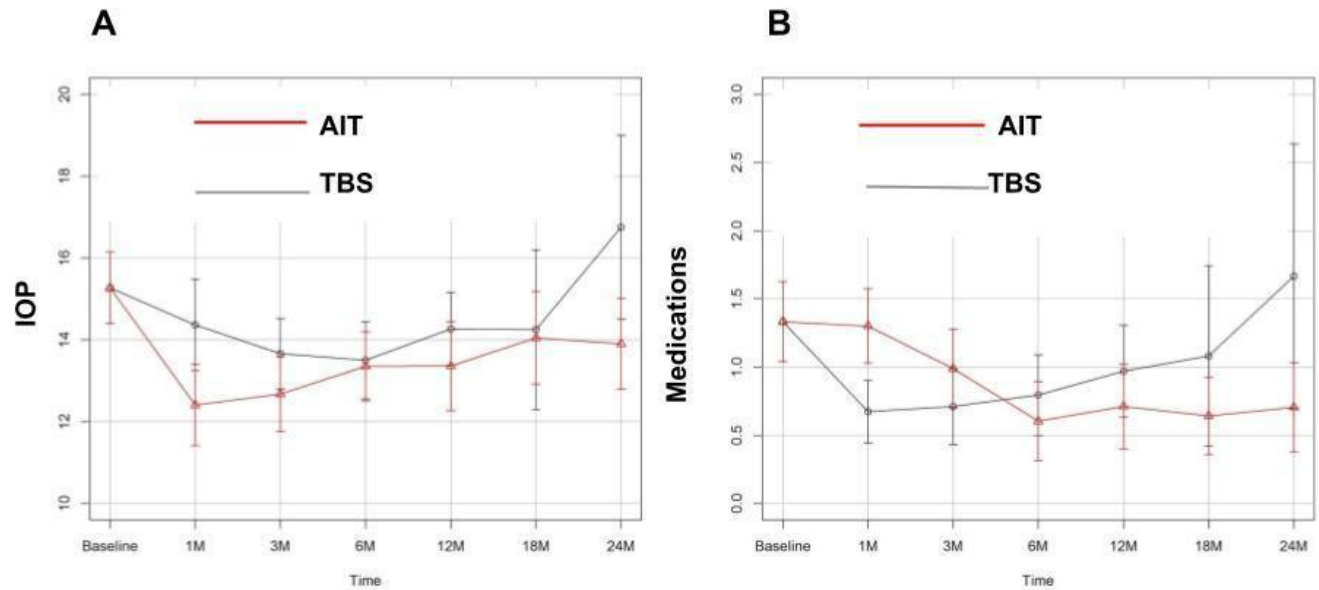 A
IOP
20
18
16
14
12
10
AIT
TBS
Baseline 1M 3M 6M 12M 18M 24M
Time
B
Medications
3.0
2.5
2.0
1.5
1.0
0.5
0.0
AIT
TBS
Baseline 1M 3M 6M 12M 18M 24M
Time